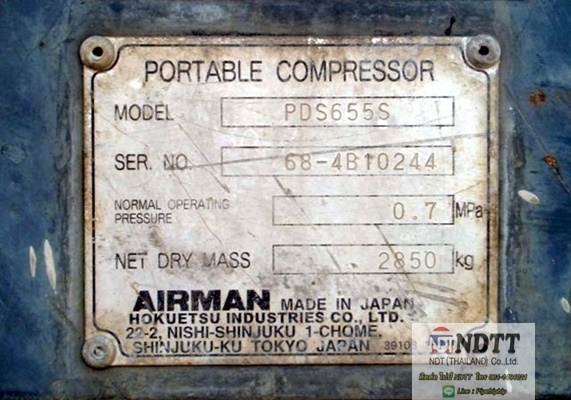 PORTABLE COMPRESSOR
MODEL PDS655S
SER. NO. 68-4B10244
NORMAL OPERATING PRESSURE 0.7 MPa
NET DRY MASS 2850 kg
AIRMAN MADE IN JAPAN
HOKUETSU INDUSTRIES CO., LTD.
22-2, NISHI-SHINJUKU 1-CHOME,
SHINJUKU-KU TOKYO JAPAN
NDT NDTT
NDT (THAILAND) Co.,Ltd.